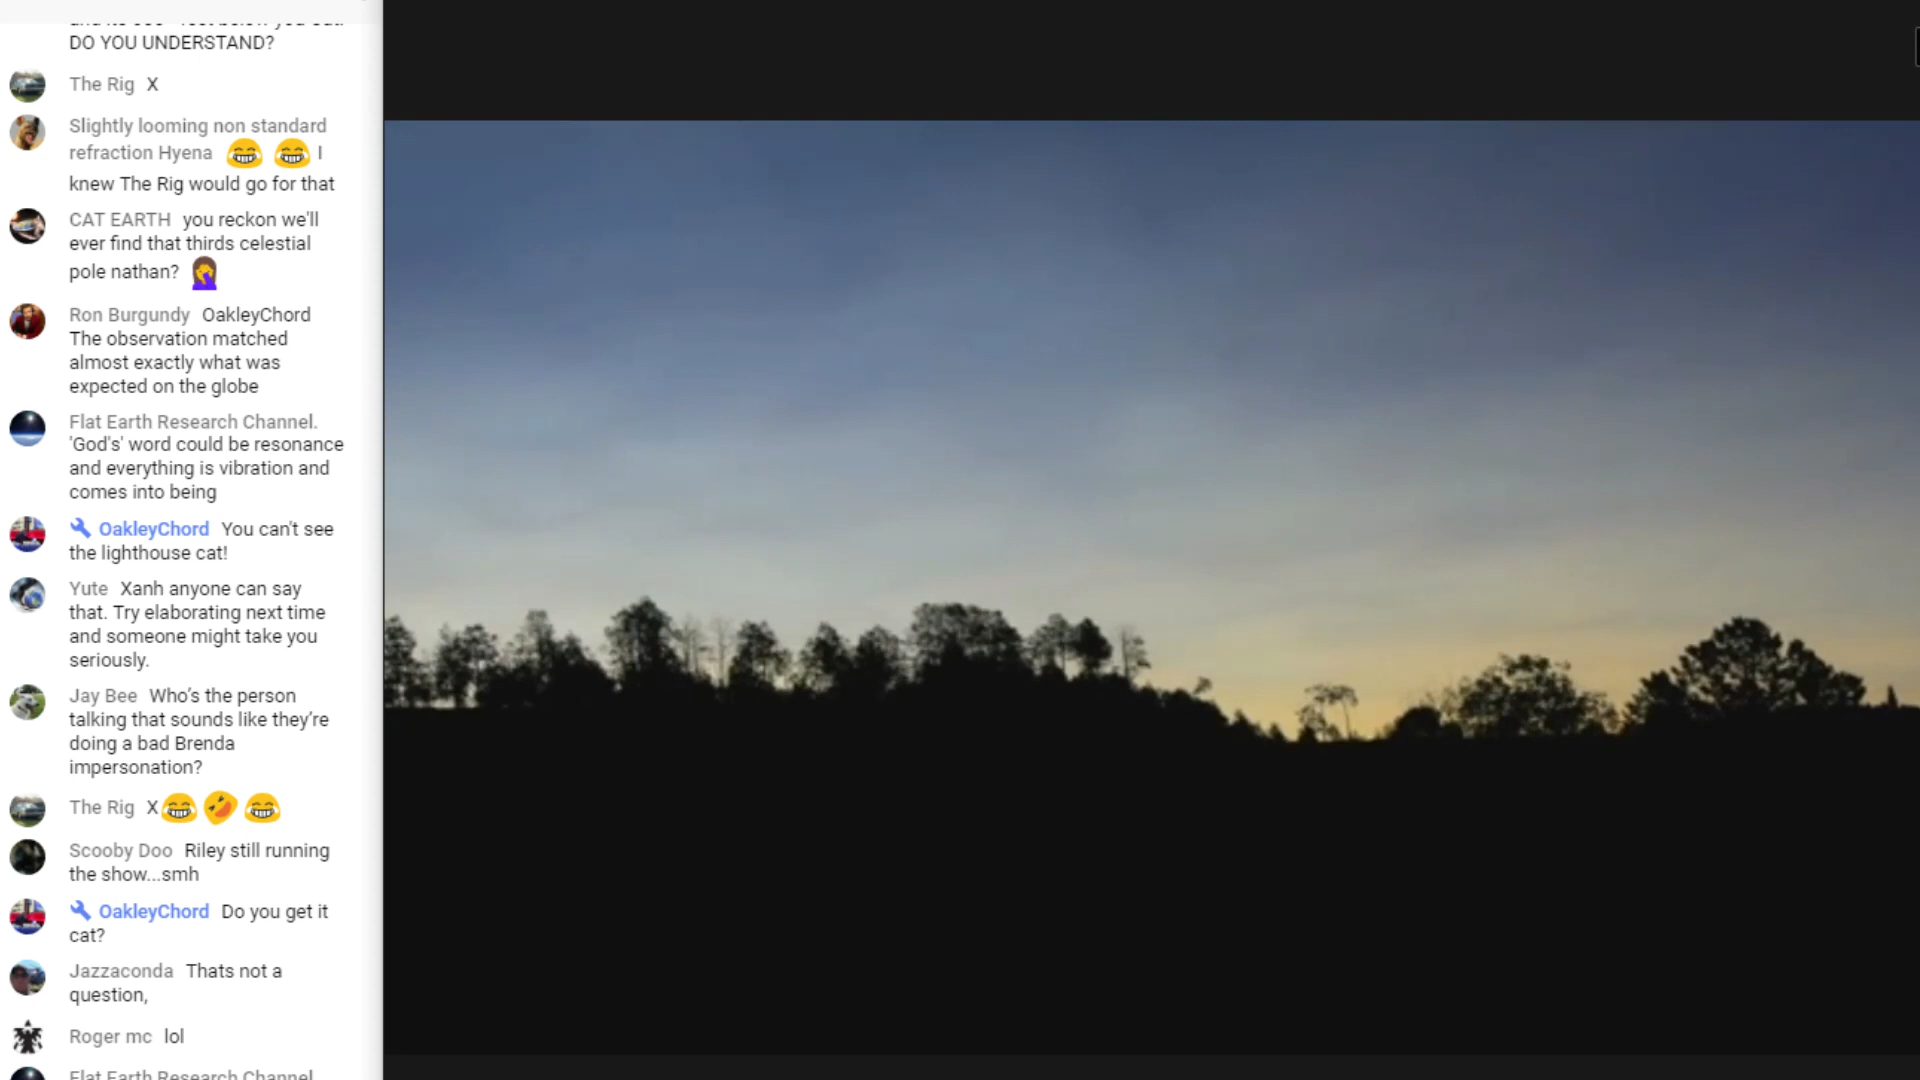 DO YOU UNDERSTAND?
The Rig X
Slightly looming non standard
refraction Hyena 😂 😂 I
knew The Rig would go for that
CAT EARTH you reckon we'll
ever find that thirds celestial
pole nathan? 🤦
Ron Burgundy OakleyChord
The observation matched
almost exactly what was
expected on the globe
Flat Earth Research Channel.
'God's' word could be resonance
and everything is vibration and
comes into being
OakleyChord You can't see
the lighthouse cat!
Yute Xanh anyone can say
that. Try elaborating next time
and someone might take you
seriously.
Jay Bee Who’s the person
talking that sounds like they’re
doing a bad Brenda
impersonation?
The Rig X😂🤣😂
Scooby Doo Riley still running
the show...smh
OakleyChord Do you get it
cat?
Jazzaconda Thats not a
question,
Roger mc lol
Flat Earth Research Channel.